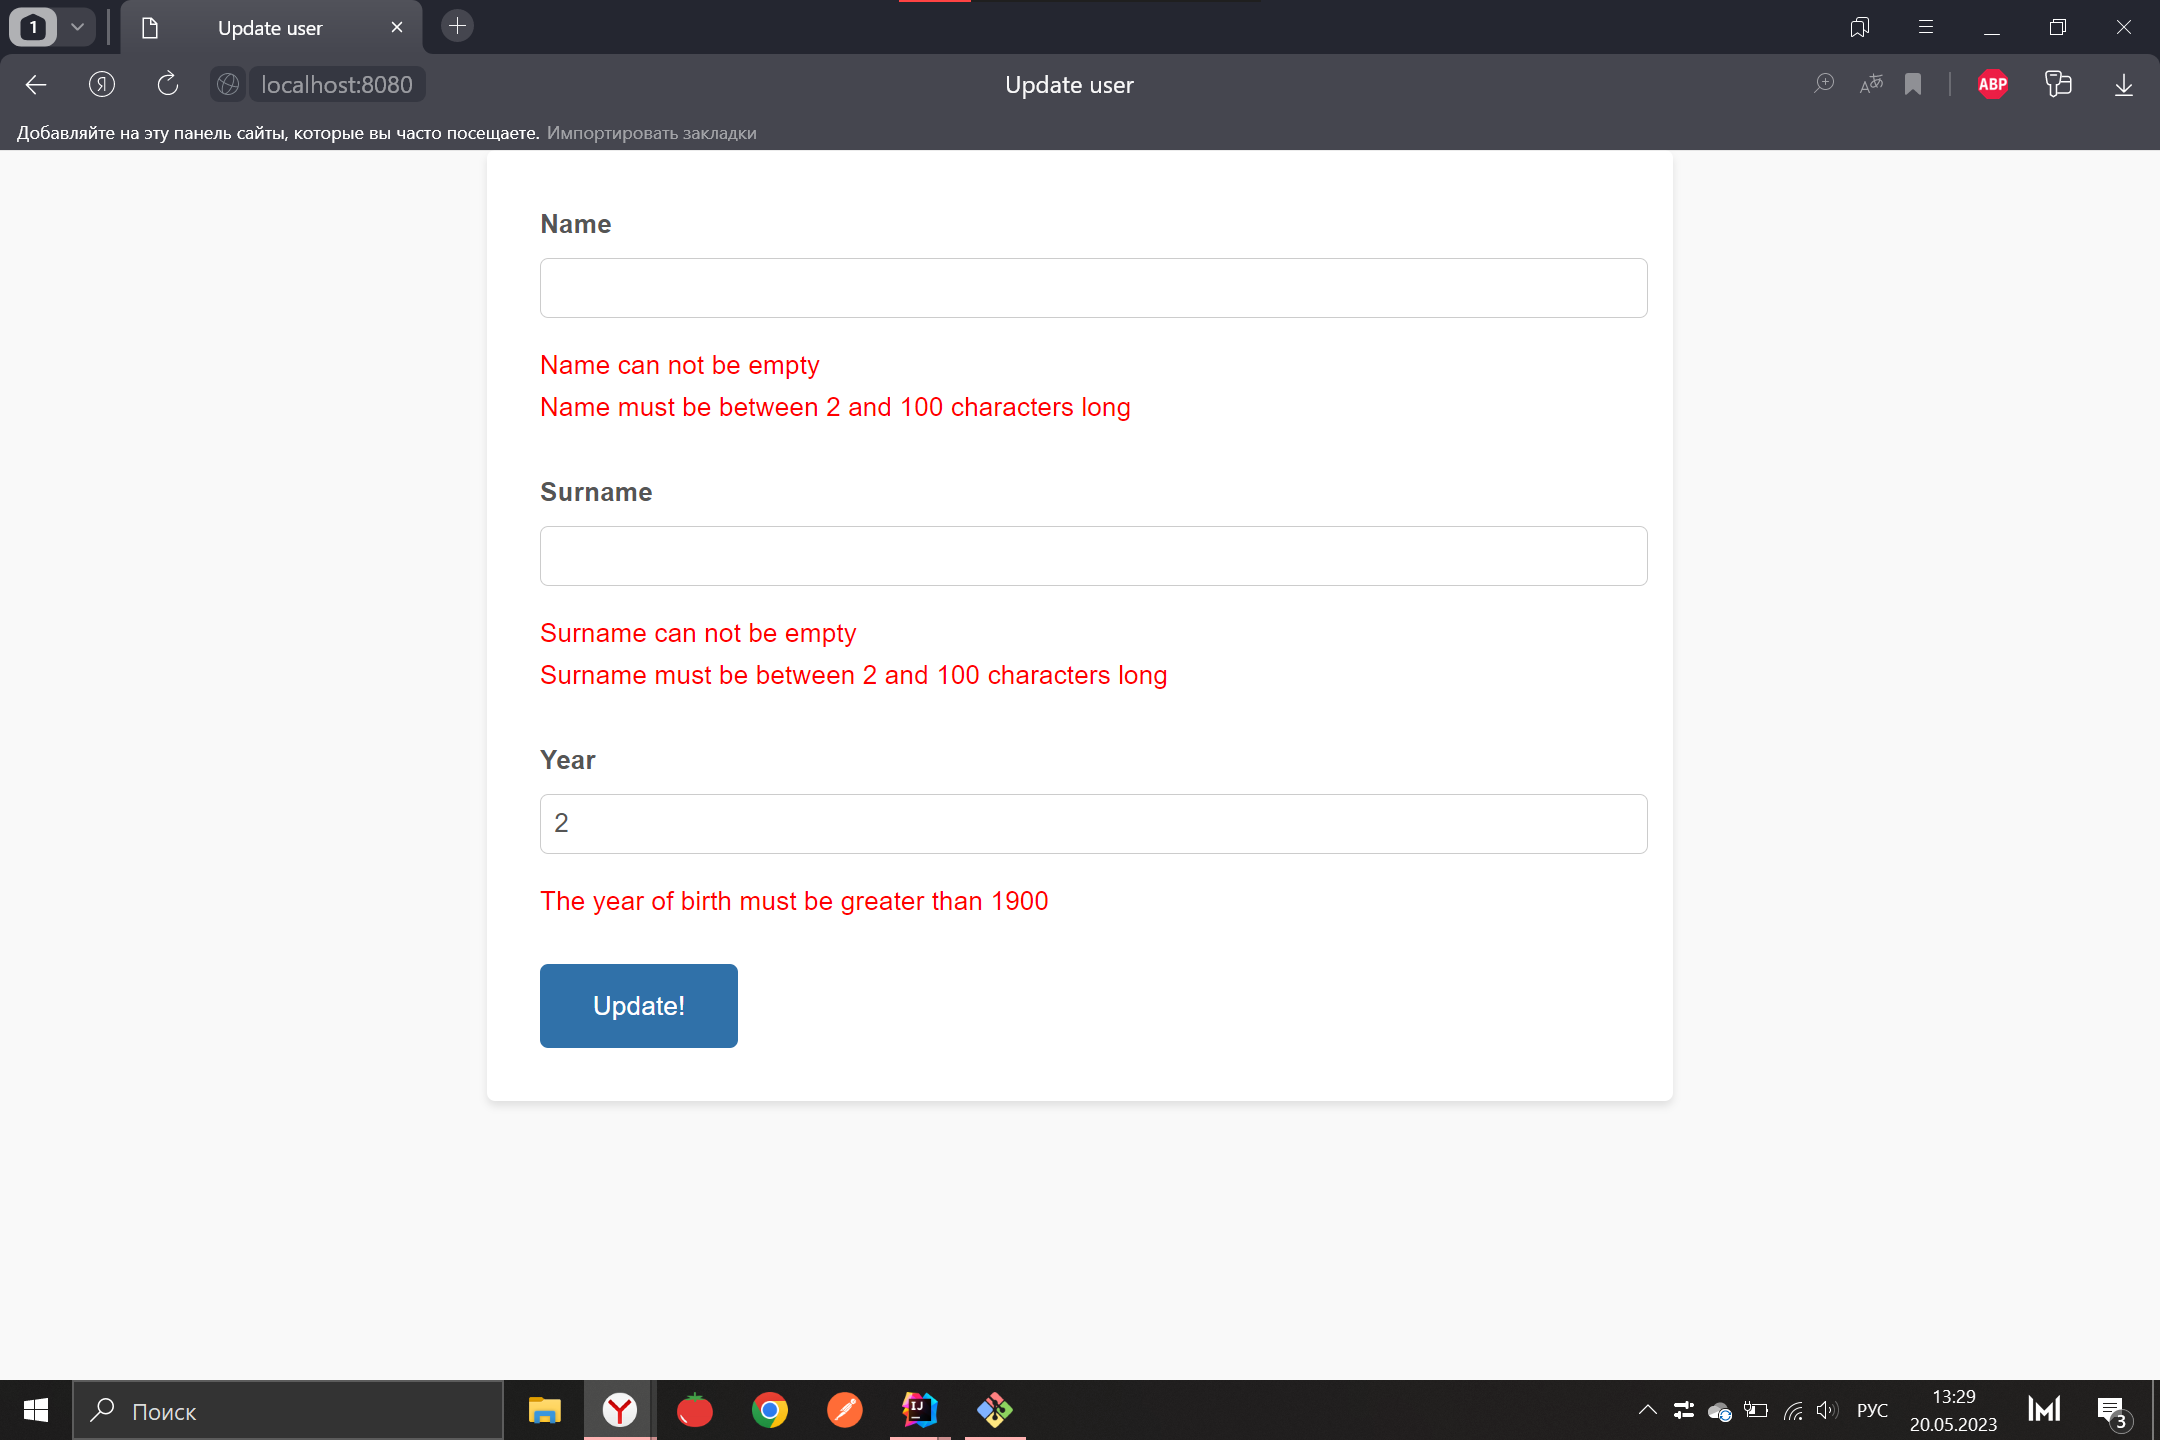 1
Update user
Я
localhost:8080
Update user
ABP
Добавляйте на эту панель сайты, которые вы часто посещаете. Импортировать закладки
Name
Name can not be empty
Name must be between 2 and 100 characters long
Surname
Surname can not be empty
Surname must be between 2 and 100 characters long
Year
2
The year of birth must be greater than 1900
Update!
Поиск
IJ
РУС
13:29
20.05.2023
3